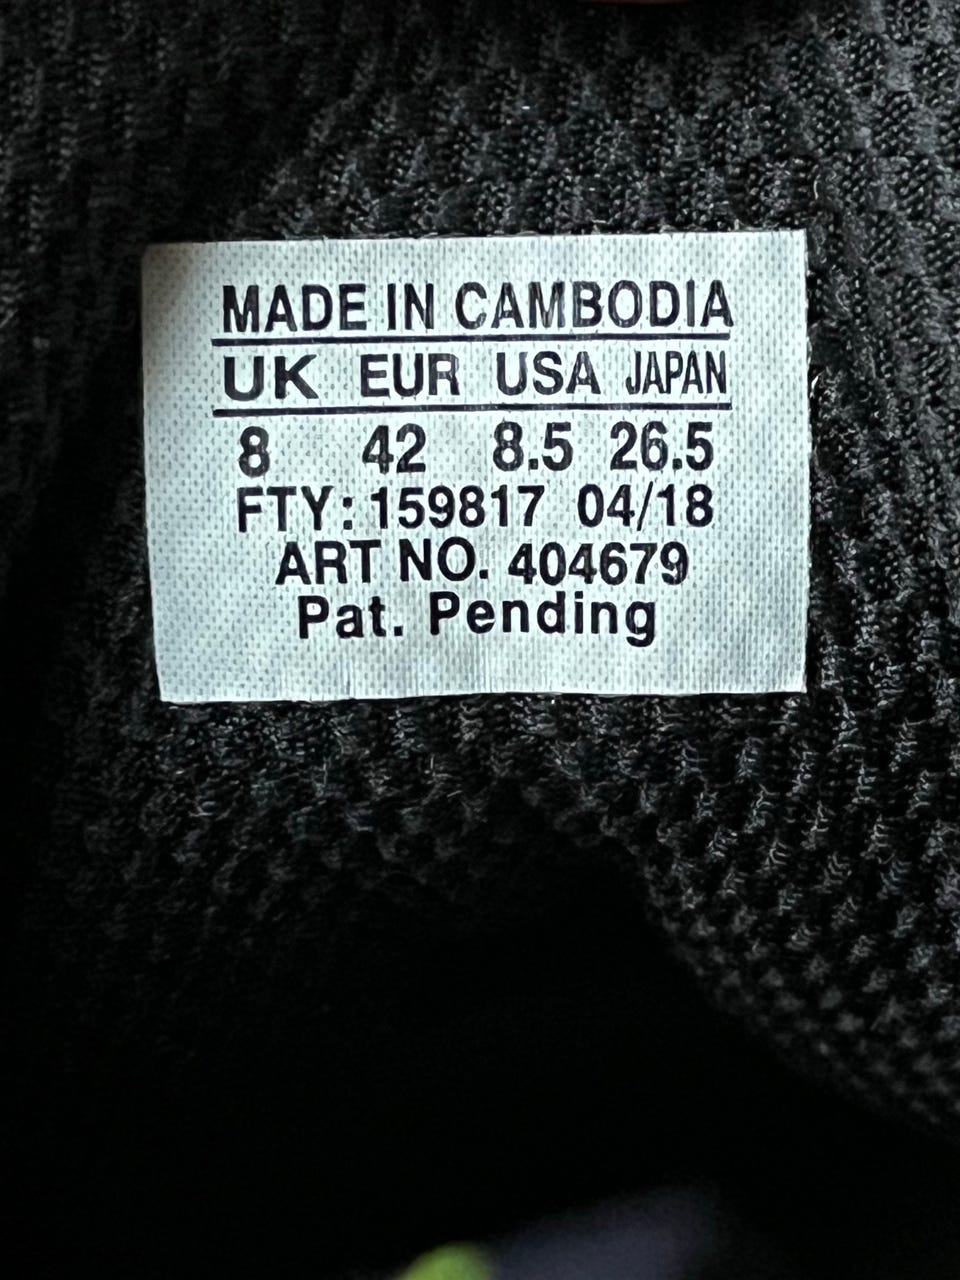 MADE IN CAMBODIA
UK EUR USA JAPAN
8 42 8.5 26.5
FTY: 159817 04/18
ART NO. 404679
Pat. Pending